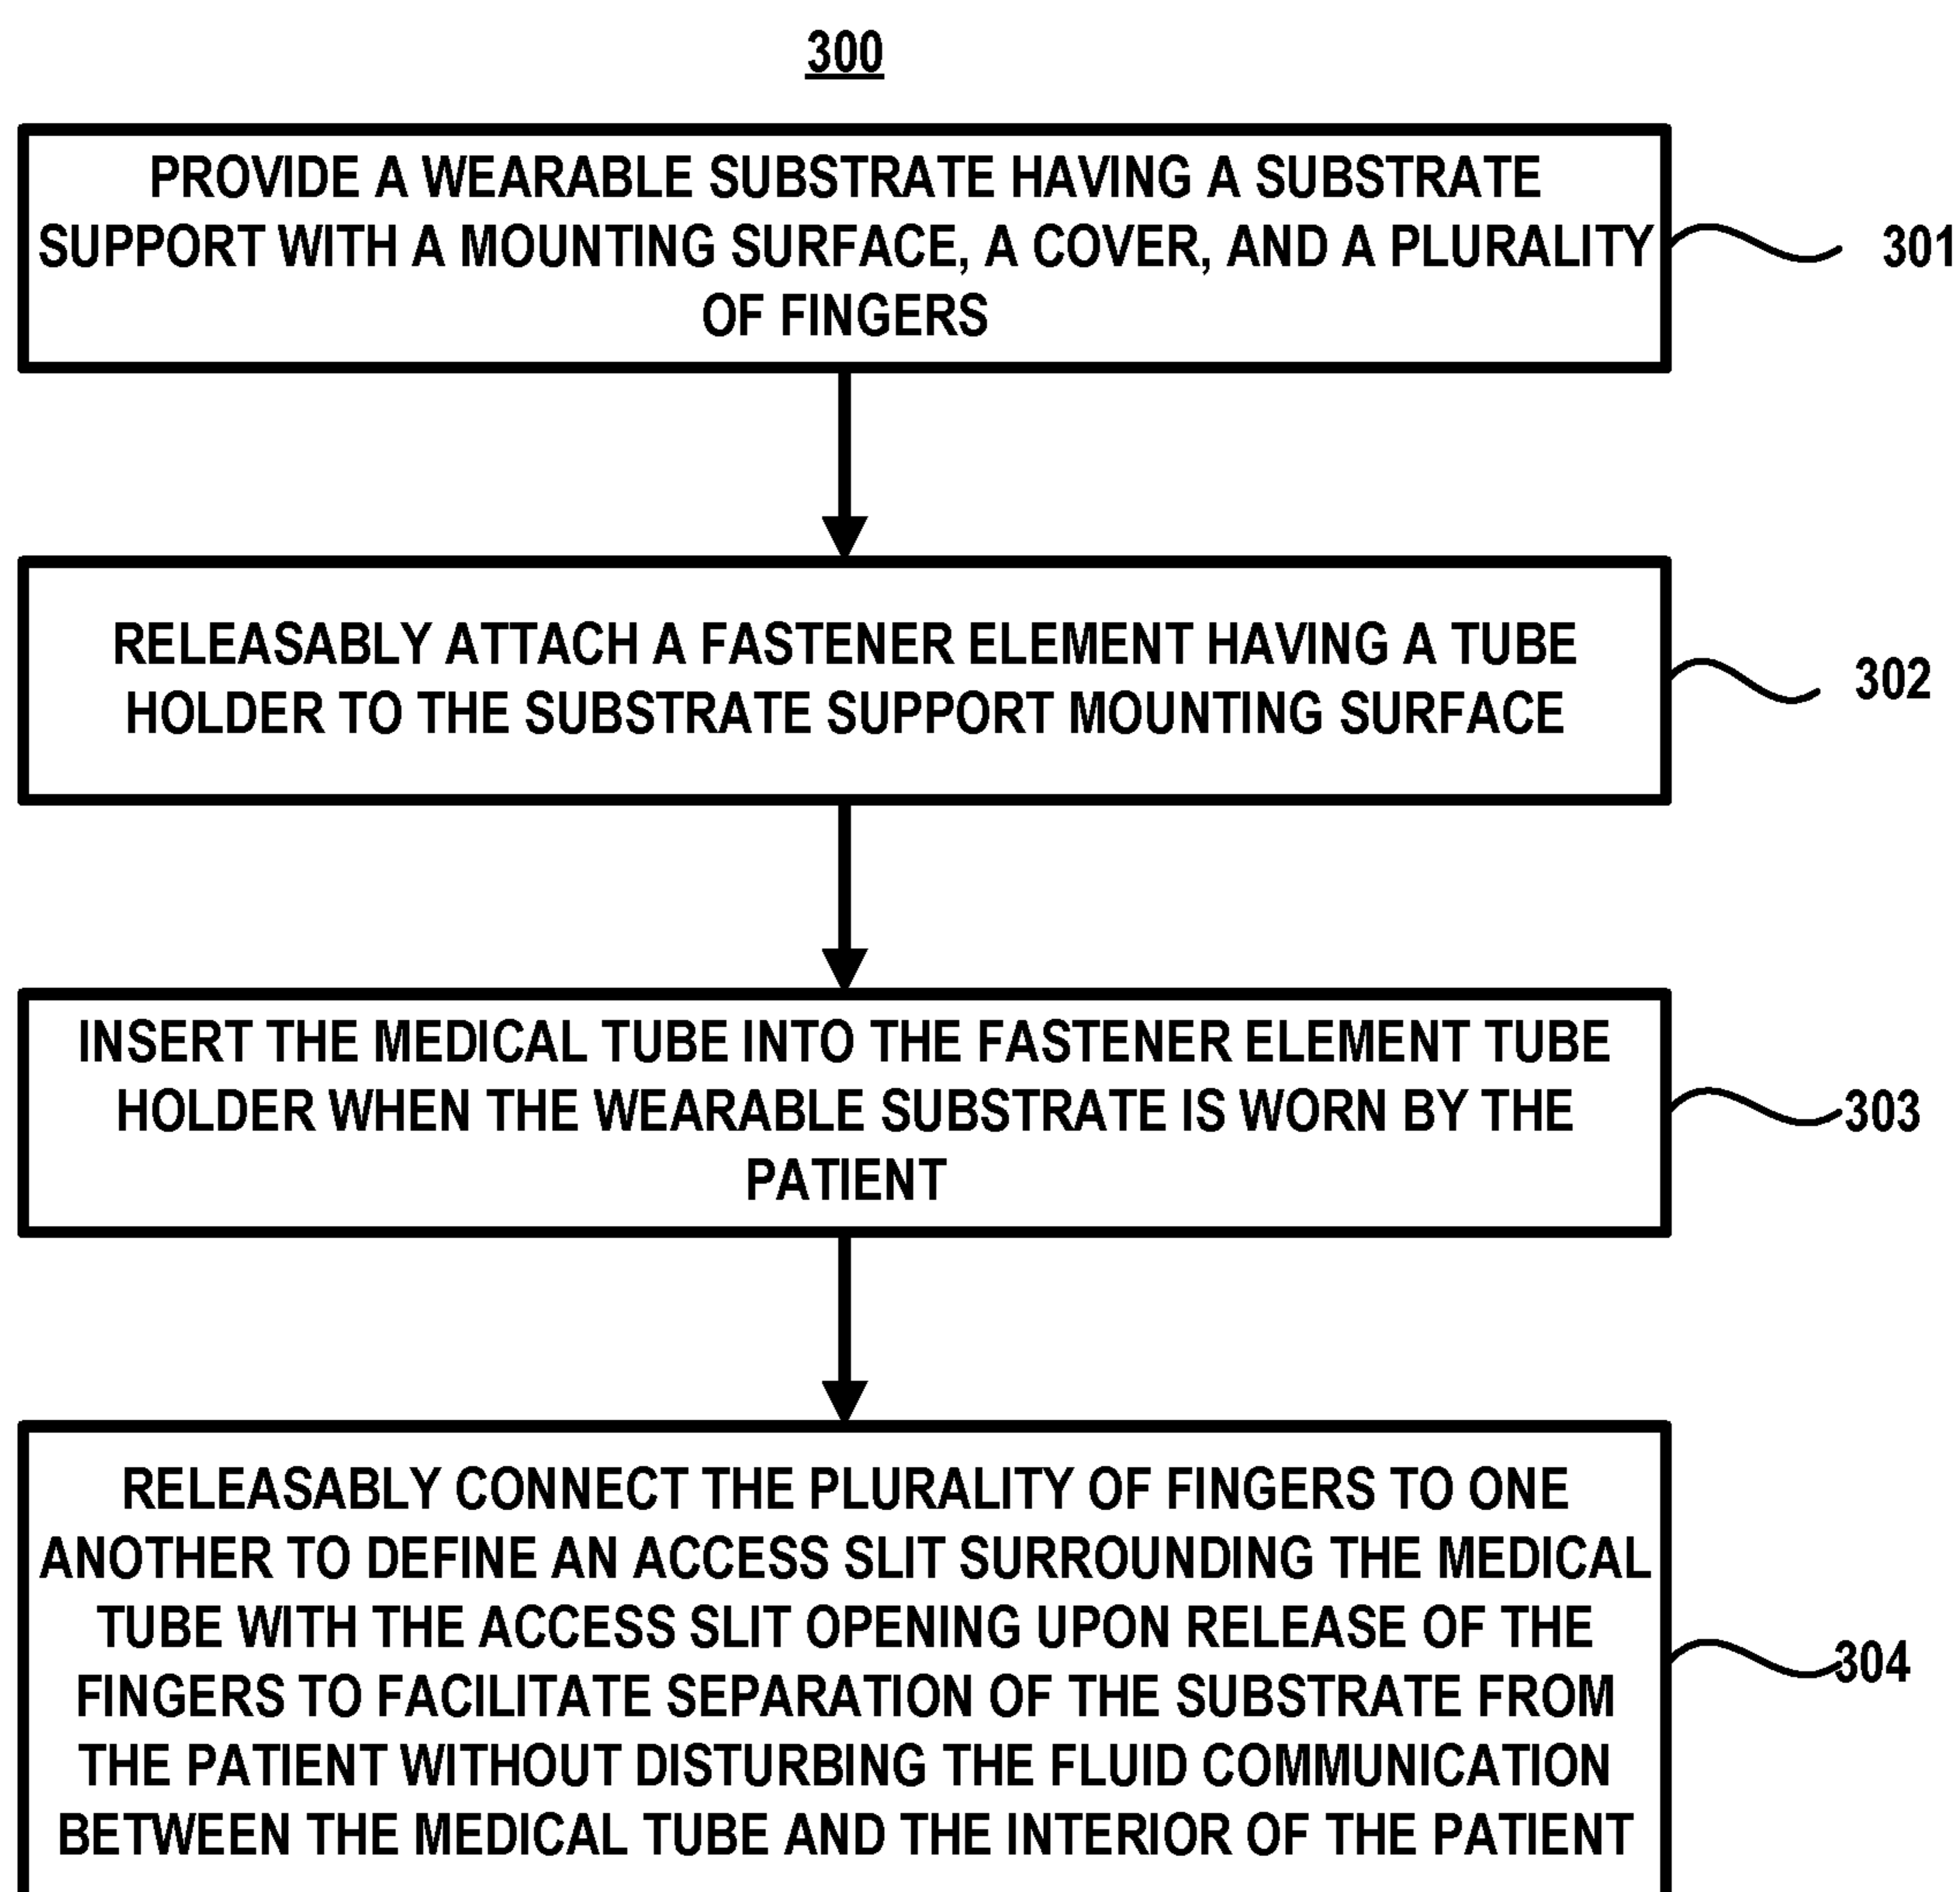 300
PROVIDE A WEARABLE SUBSTRATE HAVING A SUBSTRATE
SUPPORT WITH A MOUNTING SURFACE, A COVER, AND A PLURALITY
OF FINGERS
301
RELEASABLY ATTACH A FASTENER ELEMENT HAVING A TUBE
HOLDER TO THE SUBSTRATE SUPPORT MOUNTING SURFACE
302
INSERT THE MEDICAL TUBE INTO THE FASTENER ELEMENT TUBE
HOLDER WHEN THE WEARABLE SUBSTRATE IS WORN BY THE
PATIENT
303
RELEASABLY CONNECT THE PLURALITY OF FINGERS TO ONE
ANOTHER TO DEFINE AN ACCESS SLIT SURROUNDING THE MEDICAL
TUBE WITH THE ACCESS SLIT OPENING UPON RELEASE OF THE
FINGERS TO FACILITATE SEPARATION OF THE SUBSTRATE FROM
THE PATIENT WITHOUT DISTURBING THE FLUID COMMUNICATION
BETWEEN THE MEDICAL TUBE AND THE INTERIOR OF THE PATIENT
304